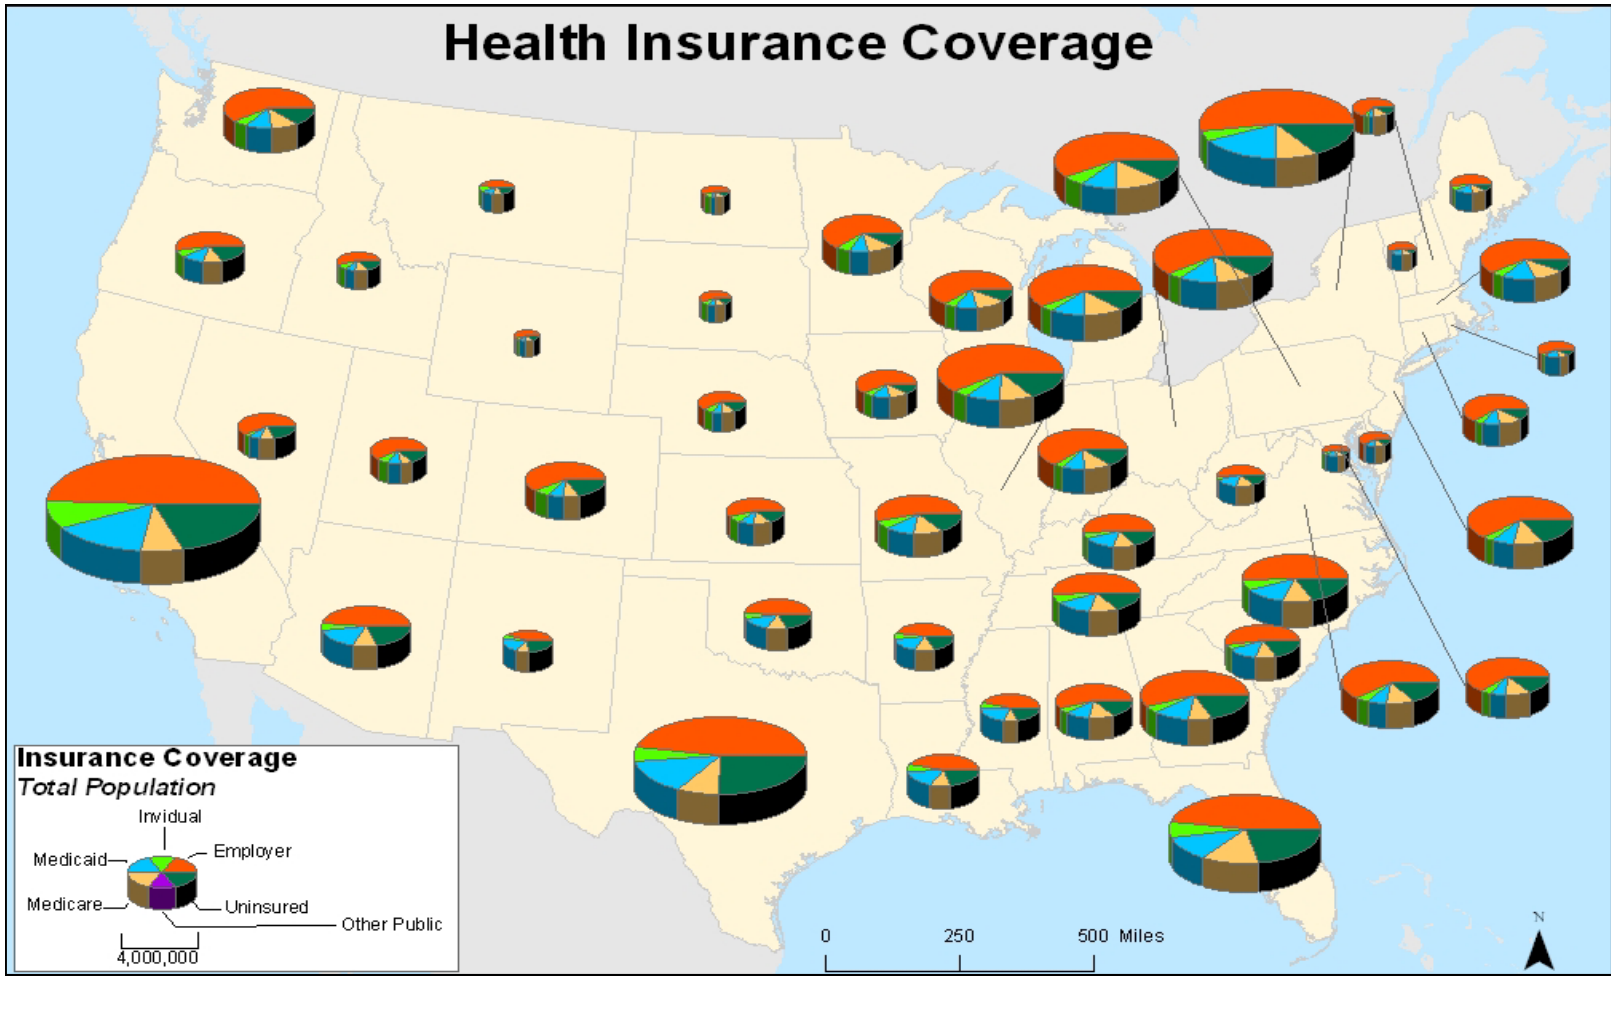 Health Insurance Coverage
Insurance Coverage
Total Population
Invidual
Medicaid
Employer
Medicare
Uninsured
Other Public
4,000,000
0 250 500 Miles
N